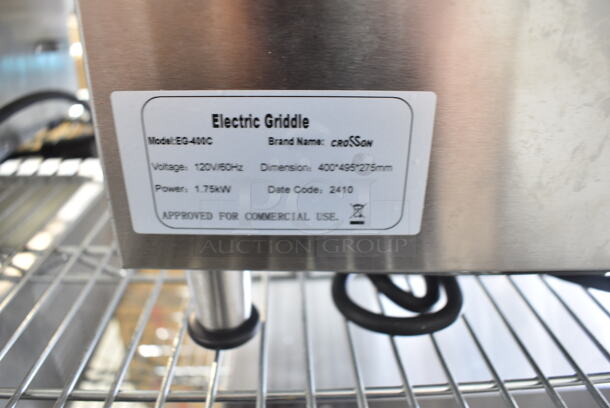 Electric Griddle
Model:EG-400C Brand Name: CROSSON
Voltage: 120V/60Hz Dimension: 400*495*275mm
Power: 1.75kW Date Code: 2410
APPROVED FOR COMMERCIAL USE.
AUCTION GROUP